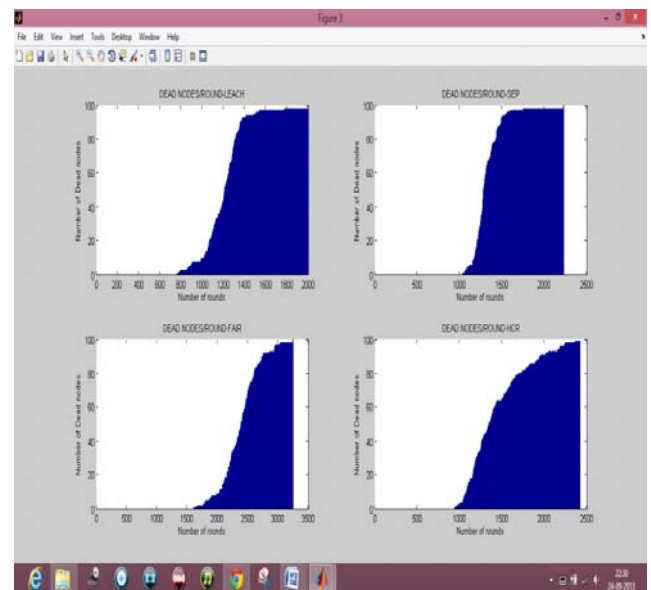 Figure 3
File Edit View Insert Tools Desktop Window Help
DEAD NODES/ROUND-LEACH
100
80
60
40
20
0
Number of Dead nodes
0 200 400 600 800 1000 1200 1400 1600 1800 2000
Number of rounds
DEAD NODES/ROUND-SEP
100
80
60
40
20
0
Number of Dead nodes
0 500 1000 1500 2000 2500
Number of rounds
DEAD NODES/ROUND-FAIR
100
80
60
40
20
0
Number of Dead nodes
0 500 1000 1500 2000 2500 3000 3500
Number of rounds
DEAD NODES/ROUND-HCR
100
80
60
40
20
0
Number of Dead nodes
0 500 1000 1500 2000 2500
Number of rounds
22:30
24-09-2013